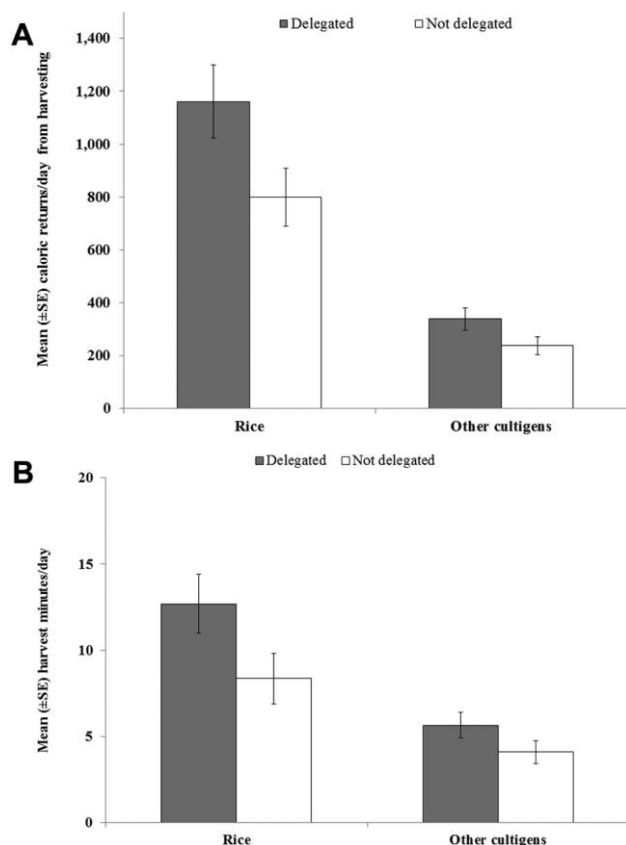 A
Delegated Not delegated
Mean (±SE) caloric returns/day from harvesting
1,400
1,200
1,000
800
600
400
200
0
Rice Other cultigens
B
Delegated Not delegated
Mean (±SE) harvest minutes/day
20
15
10
5
0
Rice Other cultigens